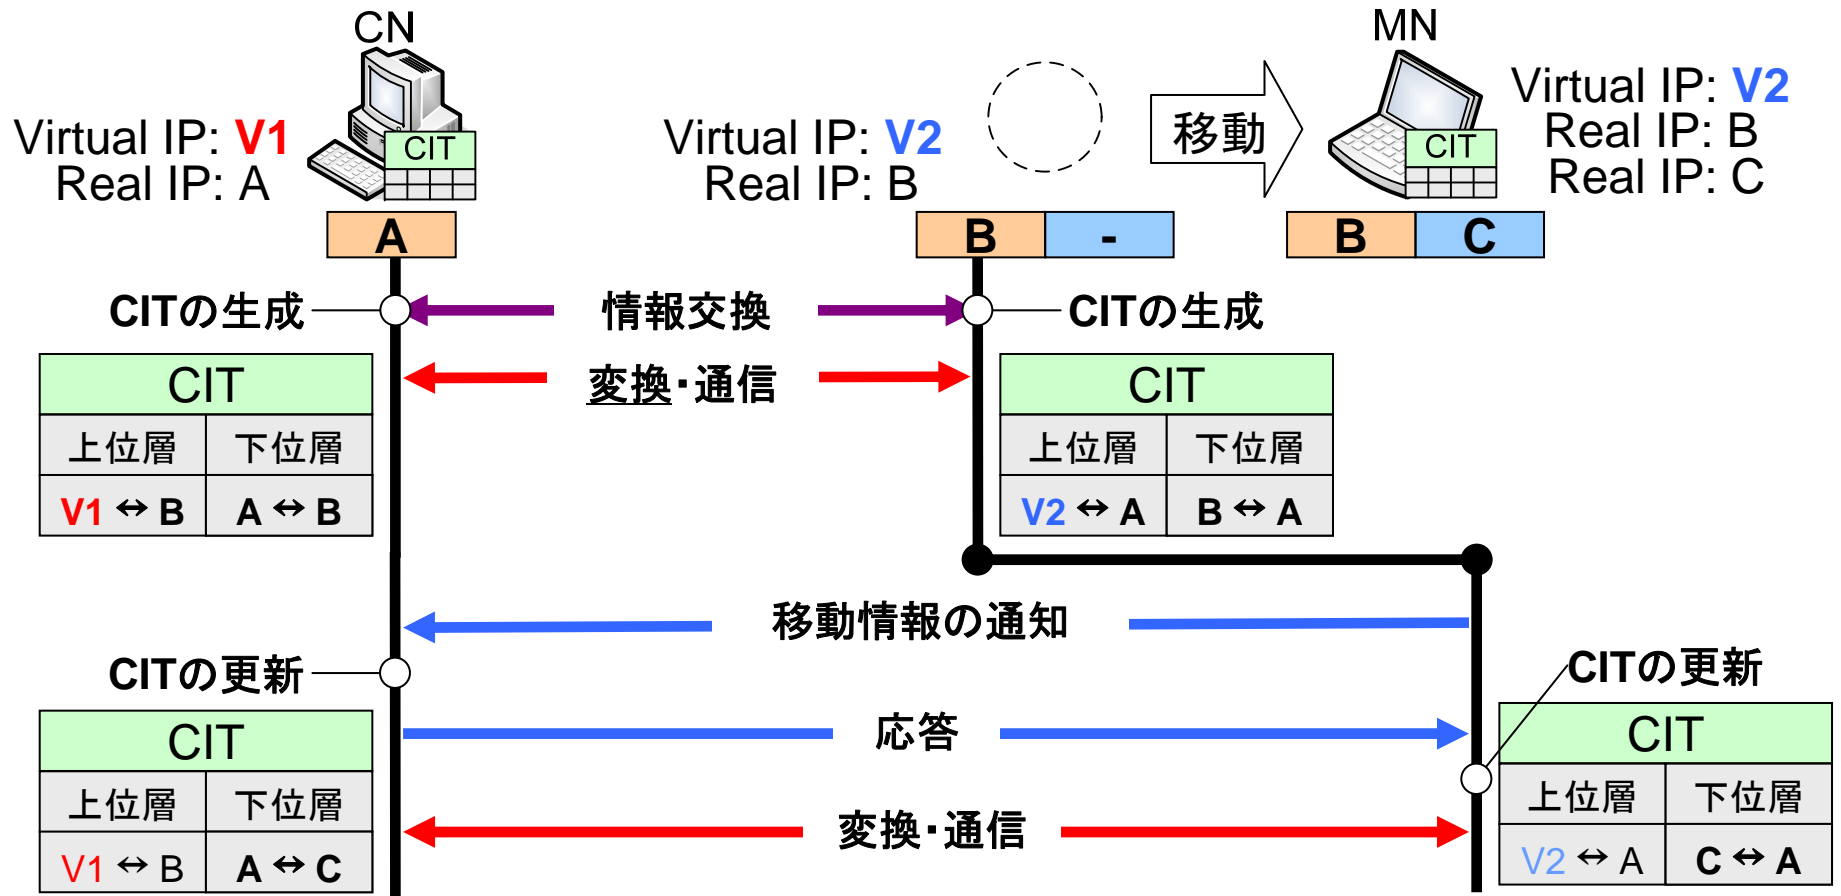 CN
Virtual IP: V1
Real IP: A
CIT
Virtual IP: V2
Real IP: B
移動
MN
CIT
Virtual IP: V2
Real IP: B
Real IP: C
A
B -
B C
CITの生成
情報交換
CITの生成
変換・通信
CIT
上位層 下位層
V1 ↔ B A ↔ B
CIT
上位層 下位層
V2 ↔ A B ↔ A
移動情報の通知
CITの更新
CITの更新
応答
CIT
上位層 下位層
V1 ↔ B A ↔ C
変換・通信
CIT
上位層 下位層
V2 ↔ A C ↔ A